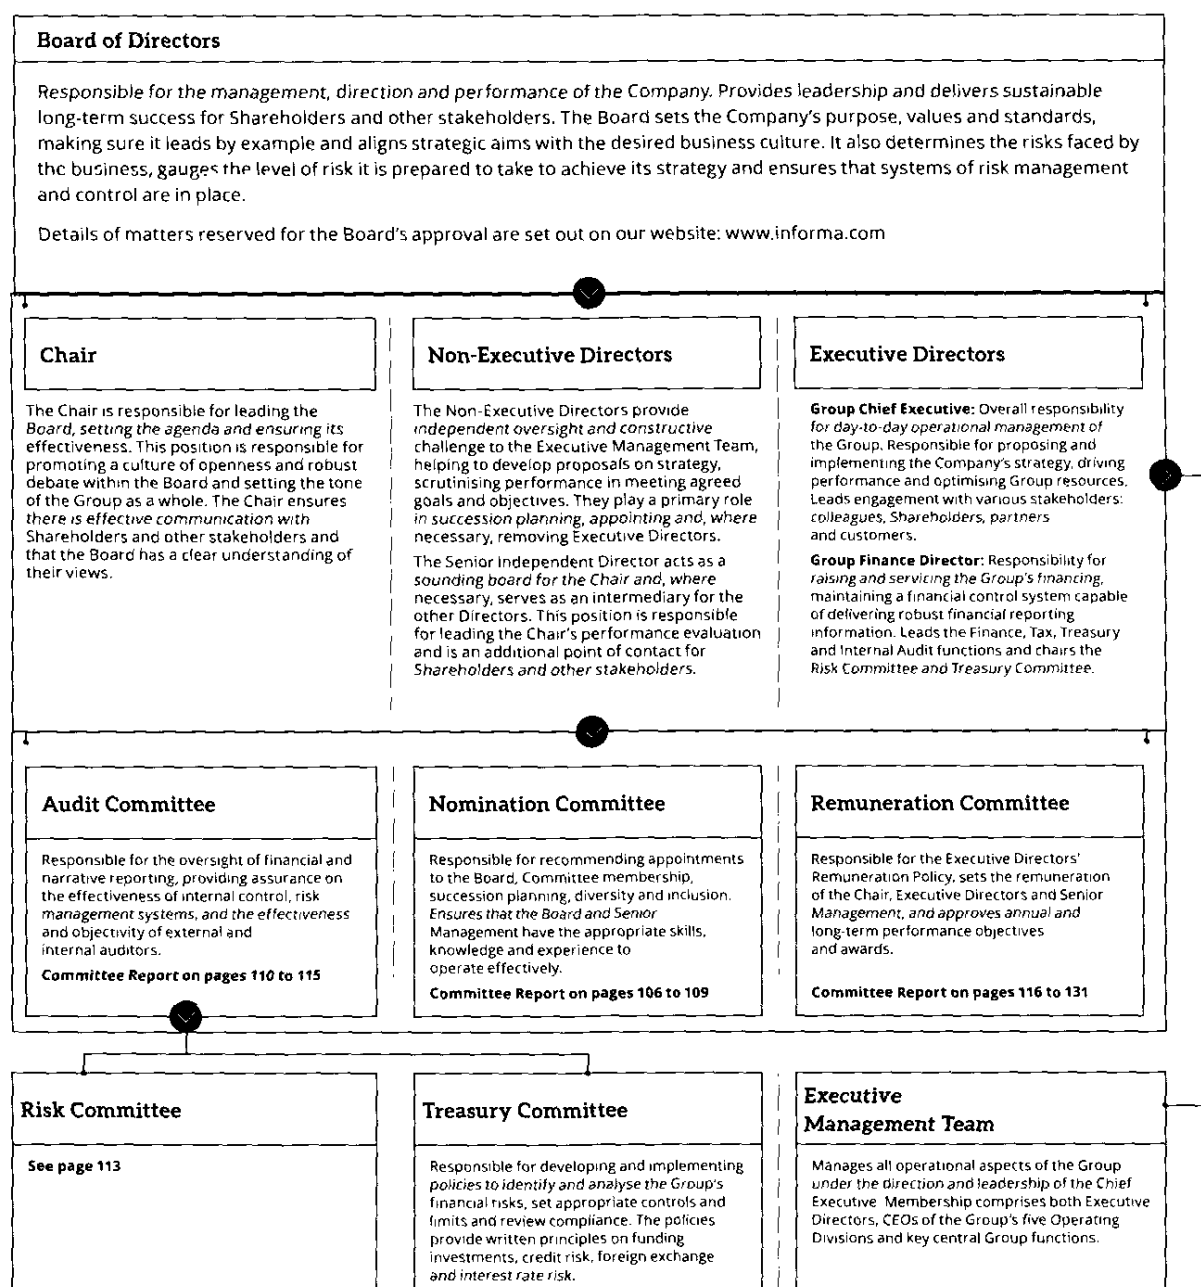 Board of Directors
Responsible for the management, direction and performance of the Company. Provides leadership and delivers sustainable
long-term success for Shareholders and other stakeholders. The Board sets the Company's purpose, values and standards,
making sure it leads by example and aligns strategic aims with the desired business culture. It also determines the risks faced by
the business, gauges the level of risk it is prepared to take to achieve its strategy and ensures that systems of risk management
and control are in place.
Details of matters reserved for the Board's approval are set out on our website: www.informa.com
Chair
The Chair is responsible for leading the
Board, setting the agenda and ensuring its
effectiveness. This position is responsible for
promoting a culture of openness and robust
debate within the Board and setting the tone
of the Group as a whole. The Chair ensures
there is effective communication with
Shareholders and other stakeholders and
that the Board has a clear understanding of
their views.
Non-Executive Directors
The Non-Executive Directors provide
independent oversight and constructive
challenge to the Executive Management Team,
helping to develop proposals on strategy,
scrutinising performance in meeting agreed
goals and objectives. They play a primary role
in succession planning, appointing and, where
necessary, removing Executive Directors.
The Senior Independent Director acts as a
sounding board for the Chair and, where
necessary, serves as an intermediary for the
other Directors. This position is responsible
for leading the Chair's performance evaluation
and is an additional point of contact for
Shareholders and other stakeholders.
Executive Directors
Group Chief Executive: Overall responsibility
for day-to-day operational management of
the Group. Responsible for proposing and
implementing the Company's strategy, driving
performance and optimising Group resources.
Leads engagement with various stakeholders:
colleagues, Shareholders, partners
and customers.
Group Finance Director: Responsibility for
raising and servicing the Group's financing,
maintaining a financial control system capable
of delivering robust financial reporting
information. Leads the Finance, Tax, Treasury
and Internal Audit functions and chairs the
Risk Committee and Treasury Committee.
Audit Committee
Responsible for the oversight of financial and
narrative reporting, providing assurance on
the effectiveness of internal control, risk
management systems, and the effectiveness
and objectivity of external and
internal auditors.
Committee Report on pages 110 to 115
Nomination Committee
Responsible for recommending appointments
to the Board, Committee membership,
succession planning, diversity and inclusion.
Ensures that the Board and Senior
Management have the appropriate skills,
knowledge and experience to
operate effectively.
Committee Report on pages 106 to 109
Remuneration Committee
Responsible for the Executive Directors'
Remuneration Policy, sets the remuneration
of the Chair, Executive Directors and Senior
Management, and approves annual and
long-term performance objectives
and awards.
Committee Report on pages 116 to 131
Risk Committee
See page 113
Treasury Committee
Responsible for developing and implementing
policies to identify and analyse the Group's
financial risks, set appropriate controls and
limits and review compliance. The policies
provide written principles on funding
investments, credit risk, foreign exchange
and interest rate risk.
Executive
Management Team
Manages all operational aspects of the Group
under the direction and leadership of the Chief
Executive Membership comprises both Executive
Directors, CEOs of the Group's five Operating
Divisions and key central Group functions.